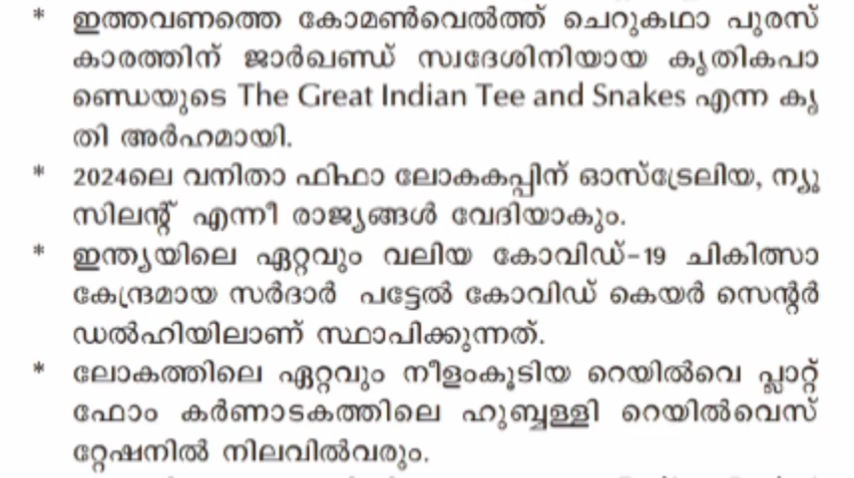 * ഇത്തവണത്തെ കോമൺവെൽത്ത് ചെറുകഥാ പുരസ്
കാരത്തിന് ജാർഖണ്ഡ് സ്വദേശിനിയായ കൃതികപാ
ണ്ഡെയുടെ The Great Indian Tee and Snakes എന്ന കൃ
തി അർഹമായി.
* 2024ലെ വനിതാ ഫിഫാ ലോകകപ്പിന് ഓസ്ട്രേലിയ, ന്യൂ
സിലന്റ് എന്നീ രാജ്യങ്ങൾ വേദിയാകും.
* ഇന്ത്യയിലെ ഏറ്റവും വലിയ കോവിഡ്-19 ചികിത്സാ
കേന്ദ്രമായ സർദാർ പട്ടേൽ കോവിഡ് കെയർ സെന്റർ
ഡൽഹിയിലാണ് സ്ഥാപിക്കുന്നത്.
* ലോകത്തിലെ ഏറ്റവും നീളംകൂടിയ റെയിൽവെ പ്ലാറ്റ്
ഫോം കർണാടകത്തിലെ ഹുബ്ബള്ളി റെയിൽവെസ്
റ്റേഷനിൽ നിലവിൽവരും.